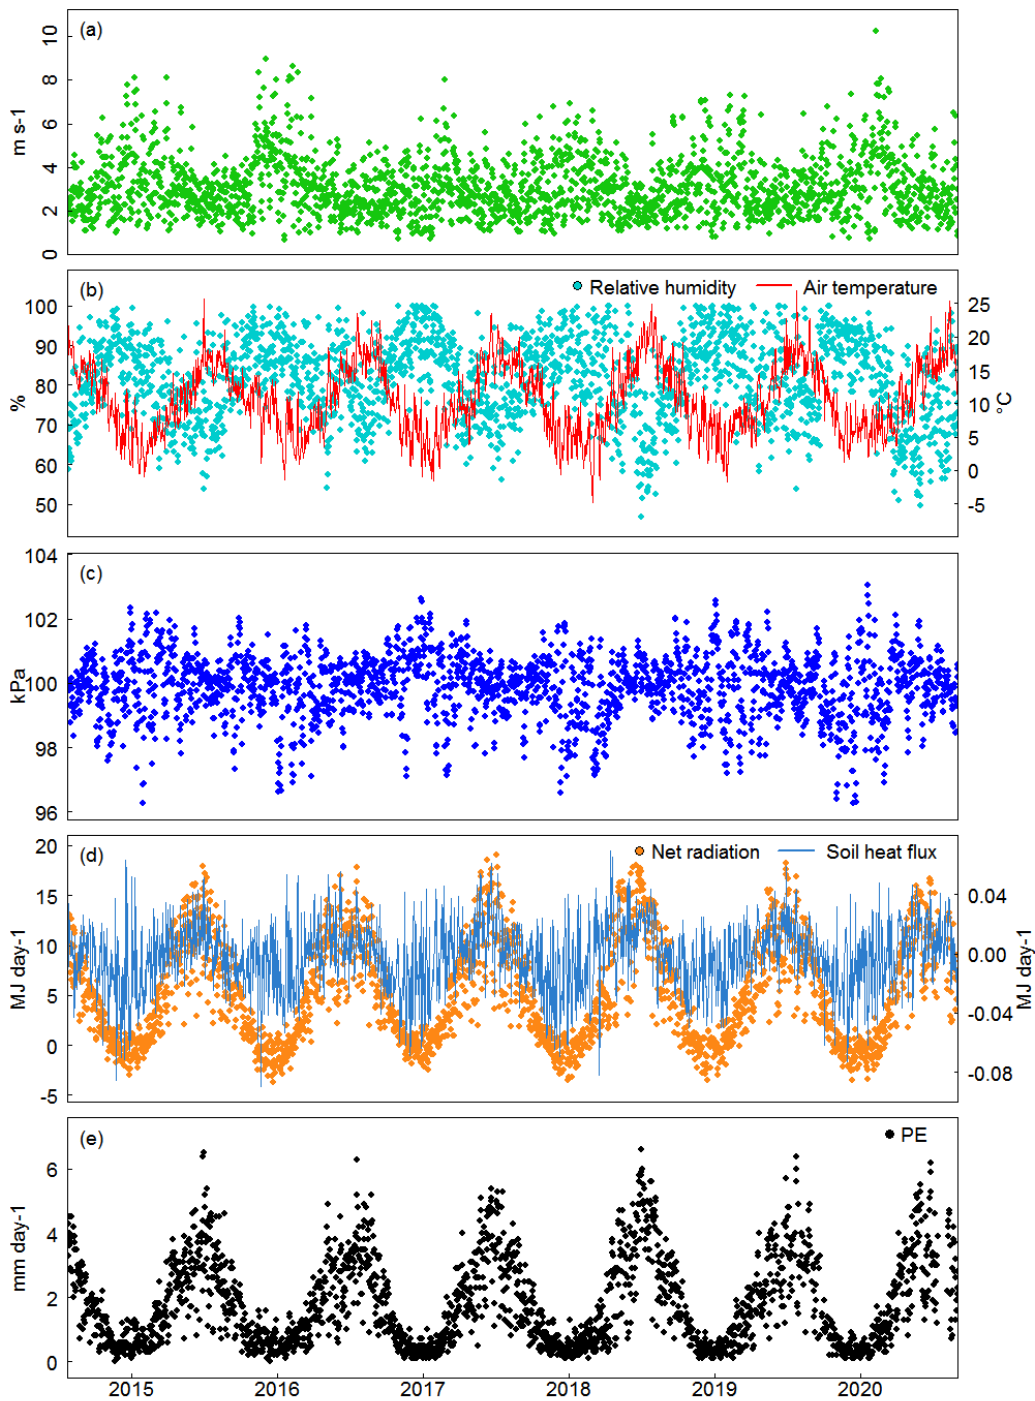 (a)
10
8
6
4
2
0
m s-1
(b)
Relative humidity
Air temperature
100
90
80
70
60
50
%
25
20
15
10
5
0
-5
°C
(c)
104
102
100
98
96
kPa
(d)
Net radiation
Soil heat flux
20
15
10
5
0
-5
MJ day-1
0.04
0.00
-0.04
-0.08
MJ day-1
(e)
PE
6
4
2
0
mm day-1
2015 2016 2017 2018 2019 2020